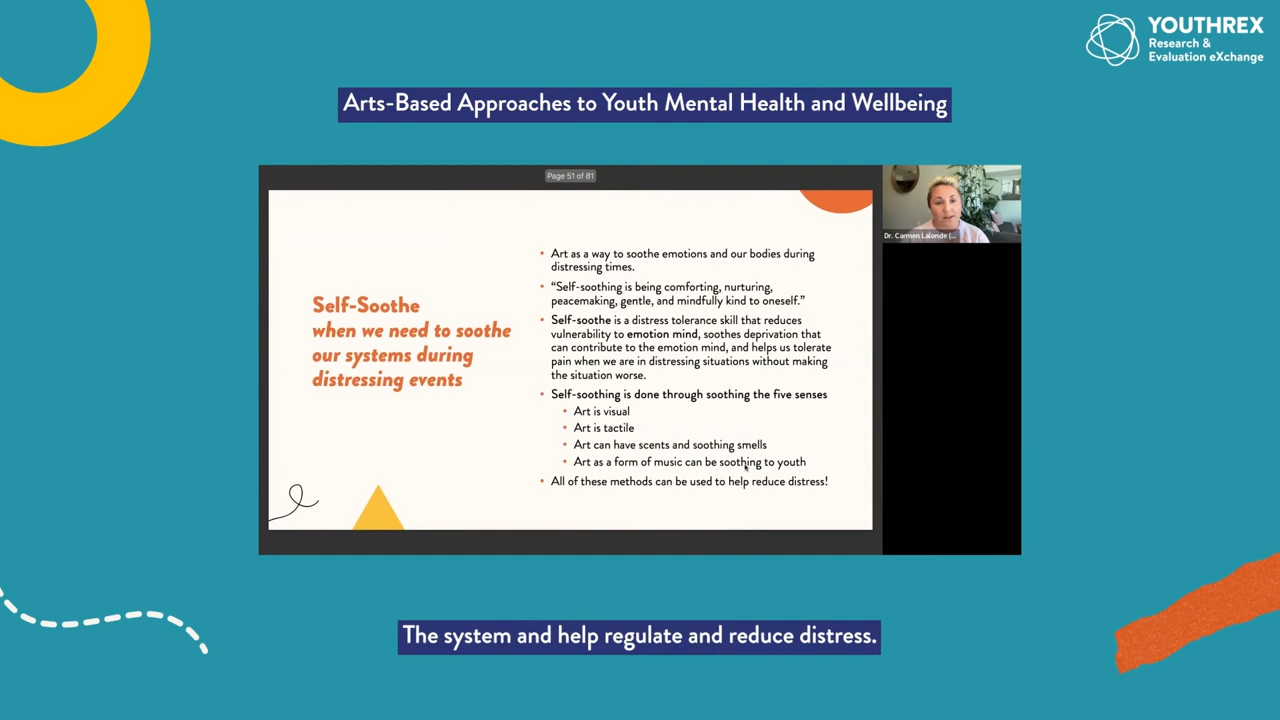 YOUTHREX
Research &
Evaluation eXchange
Arts-Based Approaches to Youth Mental Health and Wellbeing
Page 51 of 81
Self-Soothe
when we need to soothe
our systems during
distressing events
• Art as a way to soothe emotions and our bodies during
distressing times.
• “Self-soothing is being comforting, nurturing,
peacemaking, gentle, and mindfully kind to oneself.”
• Self-soothe is a distress tolerance skill that reduces
vulnerability to emotion mind, soothes deprivation that
can contribute to the emotion mind, and helps us tolerate
pain when we are in distressing situations without making
the situation worse.
• Self-soothing is done through soothing the five senses
• Art is visual
• Art is tactile
• Art can have scents and soothing smells
• Art as a form of music can be soothing to youth
• All of these methods can be used to help reduce distress!
Dr. Carmen Lalonde (...
The system and help regulate and reduce distress.